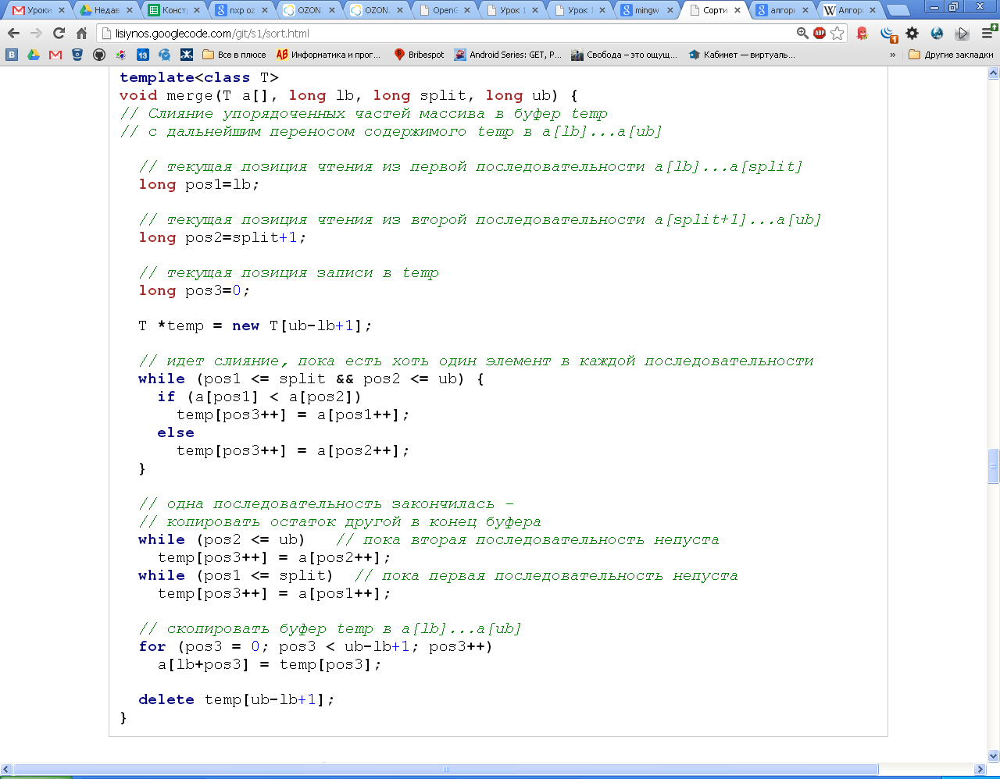 Уроки
Недав
Конст
nxp oz
OZON.
OZON.
OpenG
Урок 1
Урок 1
mingw
Сорти
алгор
Алгор
lisiynos.googlecode.com/git/s1/sort.html
Все в плюсе
Информатика и прог...
Bribespot
Android Series: GET, P...
Свобода – это ощущ...
Кабинет — виртуаль...
»
Другие закладки
template<class T>
void merge(T a[], long lb, long split, long ub) {
// Слияние упорядоченных частей массива в буфер temp
// с дальнейшим переносом содержимого temp в a[lb]...a[ub]
// текущая позиция чтения из первой последовательности a[lb]...a[split]
long pos1=lb;
// текущая позиция чтения из второй последовательности a[split+1]...a[ub]
long pos2=split+1;
// текущая позиция записи в temp
long pos3=0;
T *temp = new T[ub-lb+1];
// идет слияние, пока есть хоть один элемент в каждой последовательности
while (pos1 <= split && pos2 <= ub) {
if (a[pos1] < a[pos2])
temp[pos3++] = a[pos1++];
else
temp[pos3++] = a[pos2++];
}
// одна последовательность закончилась -
// копировать остаток другой в конец буфера
while (pos2 <= ub)   // пока вторая последовательность непуста
temp[pos3++] = a[pos2++];
while (pos1 <= split)  // пока первая последовательность непуста
temp[pos3++] = a[pos1++];
// скопировать буфер temp в a[lb]...a[ub]
for (pos3 = 0; pos3 < ub-lb+1; pos3++)
a[lb+pos3] = temp[pos3];
delete temp[ub-lb+1];
}